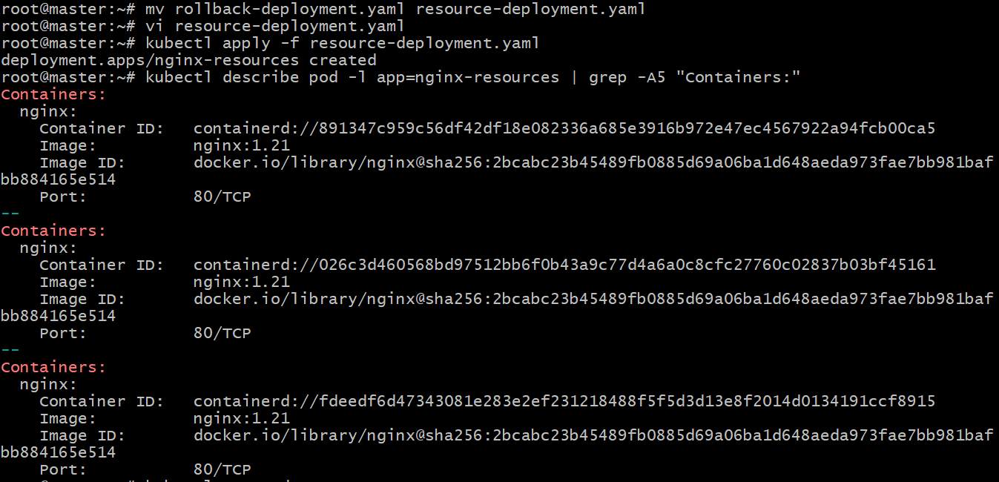 root@master:~# mv rollback-deployment.yaml resource-deployment.yaml
root@master:~# vi resource-deployment.yaml
root@master:~# kubectl apply -f resource-deployment.yaml
deployment.apps/nginx-resources created
root@master:~# kubectl describe pod -l app=nginx-resources | grep -A5 "Containers:"
Containers:
  nginx:
    Container ID:   containerd://891347c959c56df42df18e082336a685e3916b972e47ec4567922a94fcb00ca5
    Image:          nginx:1.21
    Image ID:       docker.io/library/nginx@sha256:2bcabc23b45489fb0885d69a06ba1d648aeda973fae7bb981baf
bb884165e514
    Port:           80/TCP
--
Containers:
  nginx:
    Container ID:   containerd://026c3d460568bd97512bb6f0b43a9c77d4a6a0c8cfc27760c02837b03bf45161
    Image:          nginx:1.21
    Image ID:       docker.io/library/nginx@sha256:2bcabc23b45489fb0885d69a06ba1d648aeda973fae7bb981baf
bb884165e514
    Port:           80/TCP
--
Containers:
  nginx:
    Container ID:   containerd://fdeedf6d47343081e283e2ef231218488f5f5d3d13e8f2014d0134191ccf8915
    Image:          nginx:1.21
    Image ID:       docker.io/library/nginx@sha256:2bcabc23b45489fb0885d69a06ba1d648aeda973fae7bb981baf
bb884165e514
    Port:           80/TCP